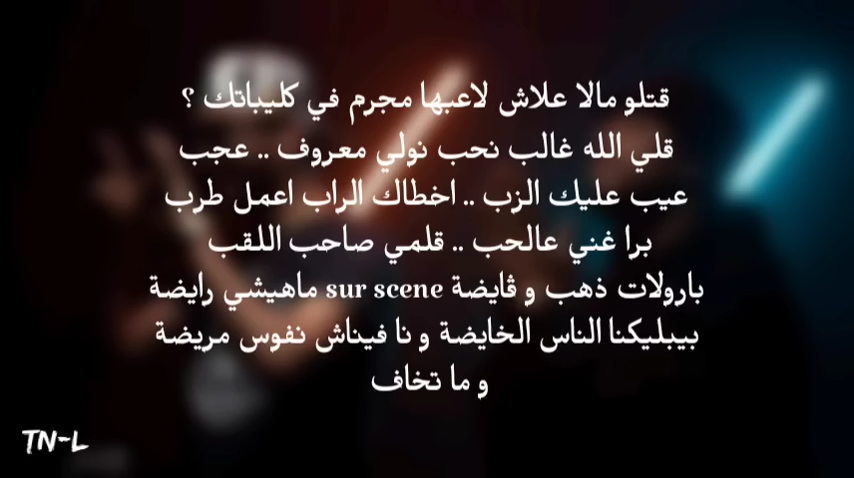 قتلو مالا علاش لاعبها مجرم في كليباتك ؟
قلي الله غالب نحب نولي معروف .. عجب
عيب عليك الزب .. اخطاك الراب اعمل طرب
برا غني عالحب .. قلمي صاحب اللقب
بارولات ذهب و ڨايضة sur scene ماهيشي رايضة
بيبليكنا الناس الخايضة و نا فيناش نفوس مريضة
و ما تخاف
TN-L